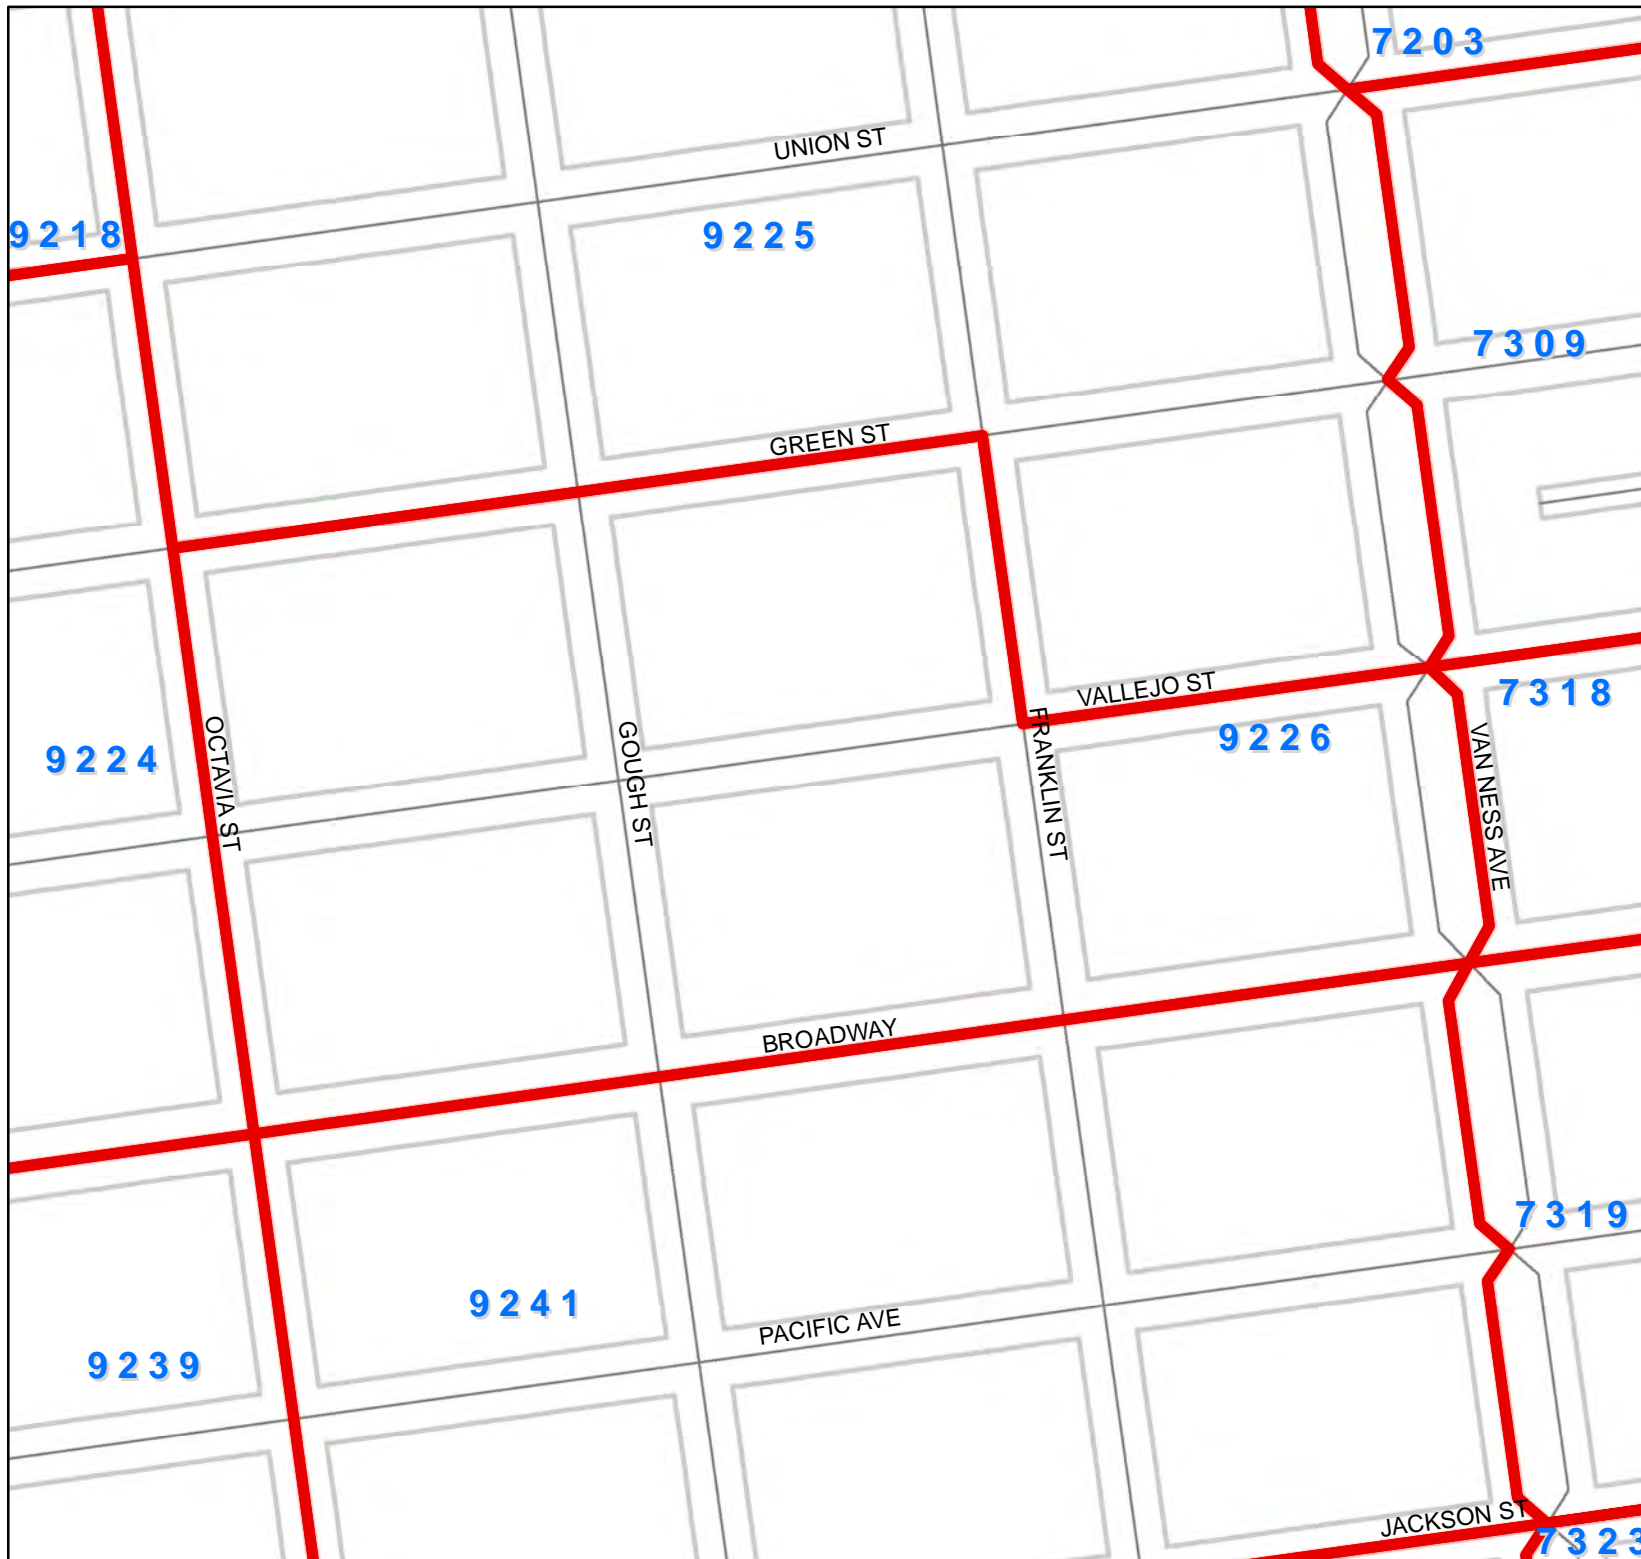 7203
UNION ST
9218
9225
7309
GREEN ST
VALLEJO ST
7318
9226
9224
OCTAVIA ST
GOUGH ST
FRANKLIN ST
VAN NESS AVE
BROADWAY
7319
9241
PACIFIC AVE
9239
JACKSON ST
7323